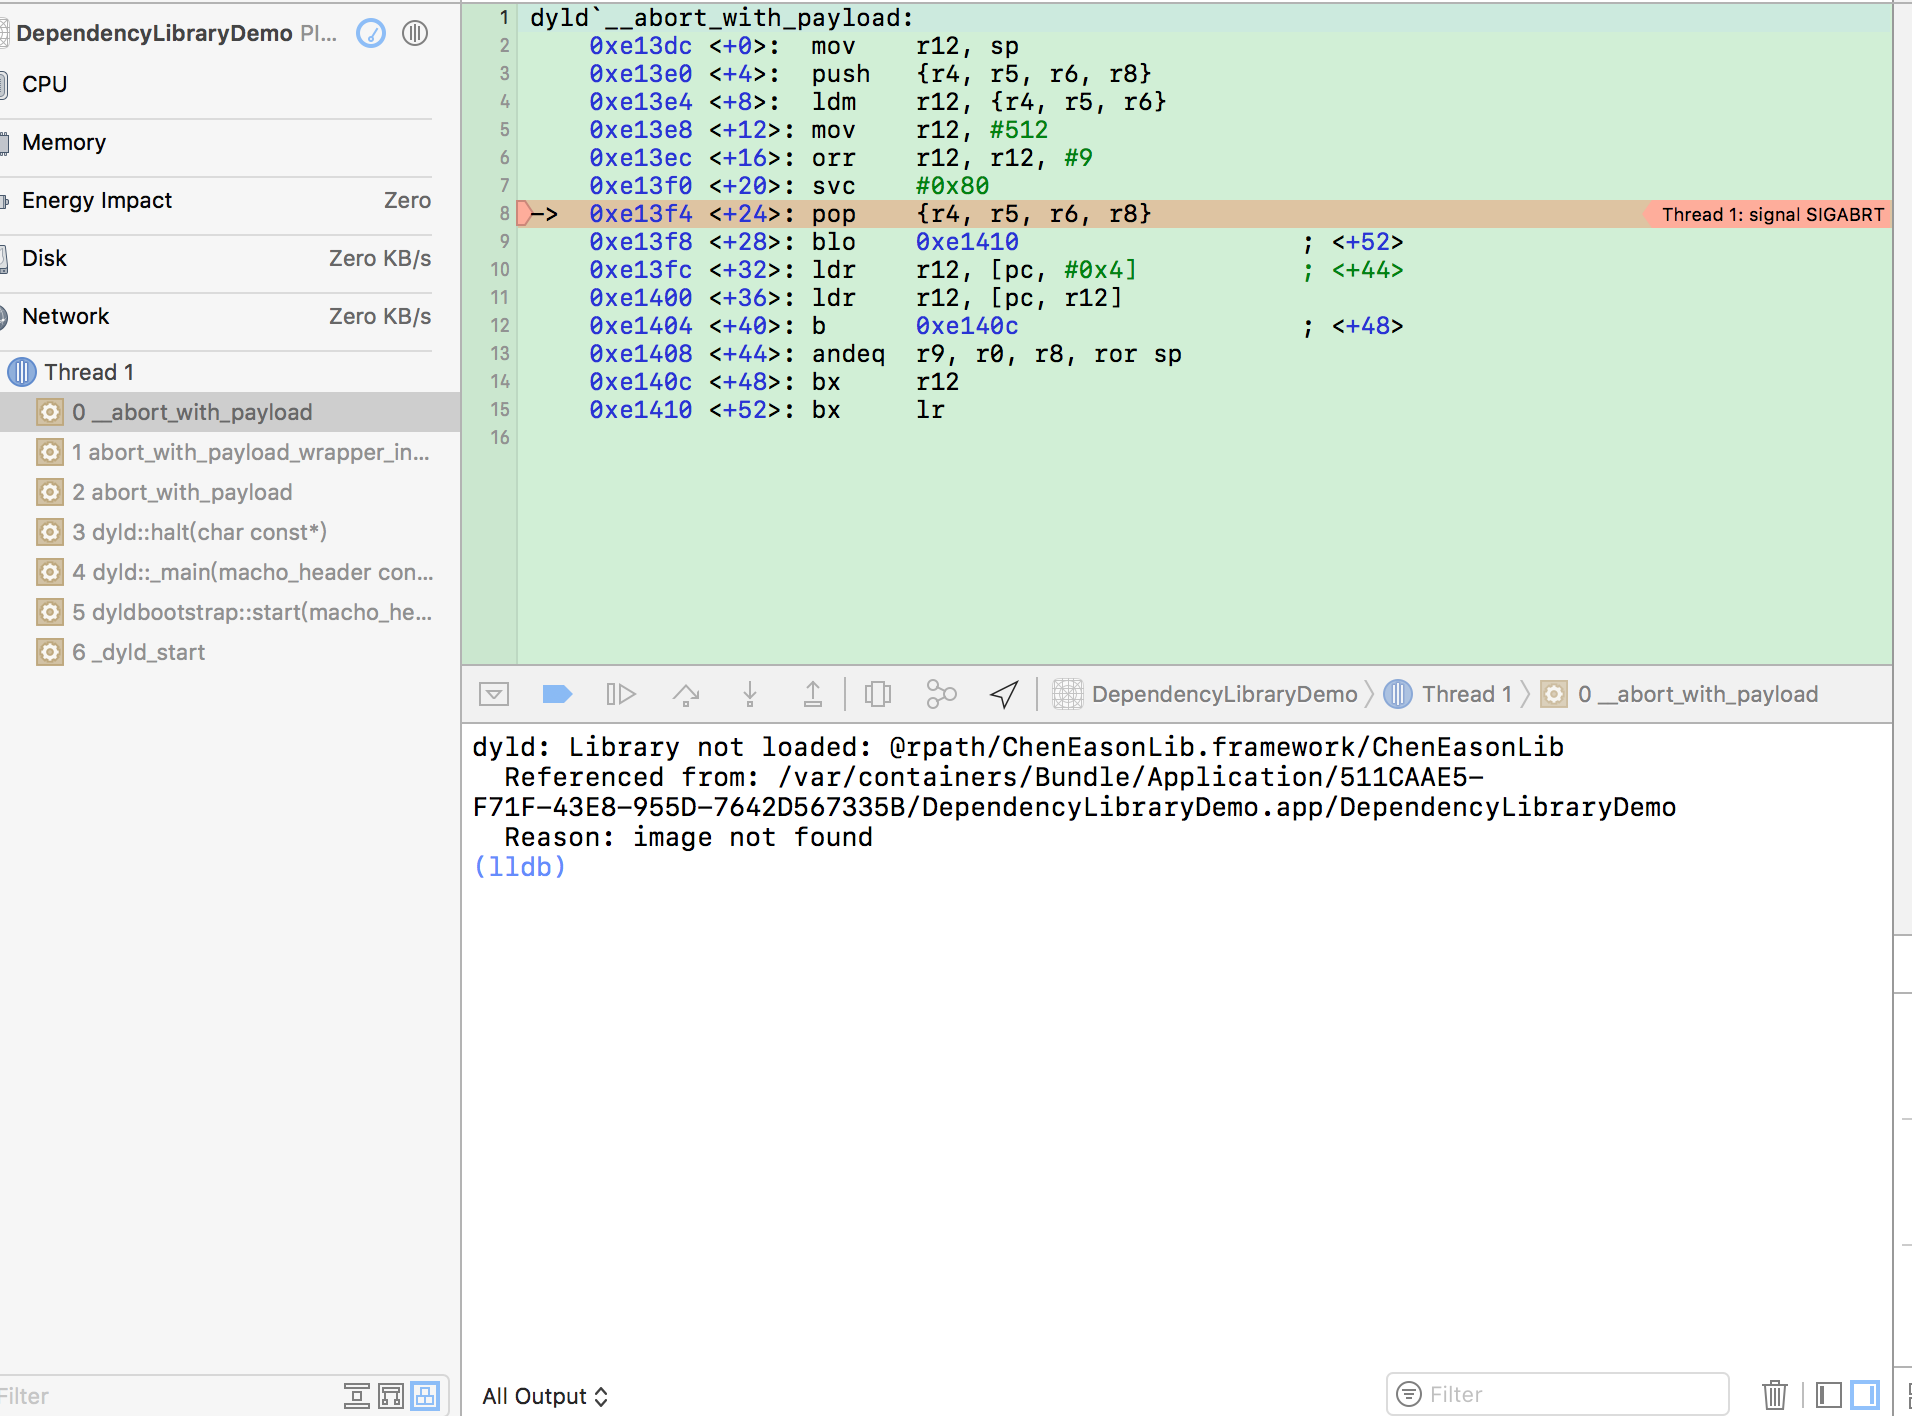 DependencyLibraryDemo PI...
CPU
Memory
Energy Impact Zero
Disk Zero KB/s
Network Zero KB/s
Thread 1
0 __abort_with_payload
1 abort_with_payload_wrapper_in...
2 abort_with_payload
3 dyld::halt(char const*)
4 dyld::_main(macho_header con...
5 dyldbootstrap::start(macho_he...
6 _dyld_start
Filter
1 dyld`__abort_with_payload:
2 0xe13dc <+0>: mov r12, sp
3 0xe13e0 <+4>: push {r4, r5, r6, r8}
4 0xe13e4 <+8>: ldm r12, {r4, r5, r6}
5 0xe13e8 <+12>: mov r12, #512
6 0xe13ec <+16>: orr r12, r12, #9
7 0xe13f0 <+20>: svc #0x80
8 -> 0xe13f4 <+24>: pop {r4, r5, r6, r8} Thread 1: signal SIGABRT
9 0xe13f8 <+28>: blo 0xe1410 ; <+52>
10 0xe13fc <+32>: ldr r12, [pc, #0x4] ; <+44>
11 0xe1400 <+36>: ldr r12, [pc, r12]
12 0xe1404 <+40>: b 0xe140c ; <+48>
13 0xe1408 <+44>: andeq r9, r0, r8, ror sp
14 0xe140c <+48>: bx r12
15 0xe1410 <+52>: bx lr
16
DependencyLibraryDemo Thread 1 0 __abort_with_payload
dyld: Library not loaded: @rpath/ChenEasonLib.framework/ChenEasonLib
Referenced from: /var/containers/Bundle/Application/511CAAE5-
F71F-43E8-955D-7642D567335B/DependencyLibraryDemo.app/DependencyLibraryDemo
Reason: image not found
(lldb)
All Output
Filter